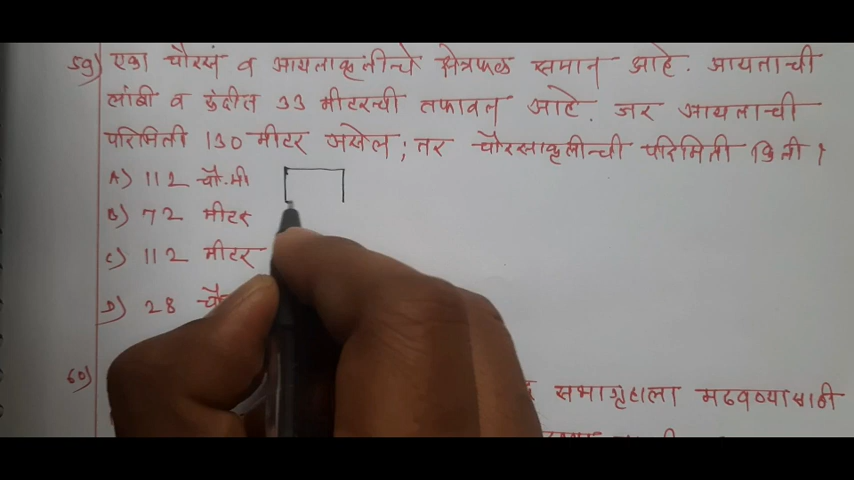 59) एका चौरस व आयताकृतीचे क्षेत्रफळ समान आहे. आयताची
लांबी व रुंदीत 33 मीटरची तफावत आहे. जर आयताची
परिमिती 130 मीटर असेल; तर चौरसाकृतीची परिमिती किती ?
A) 112 चौ.मी
B) 72 मीटर
C) 112 मीटर
D) 28
60)
सभागृहाला मढवण्यासाठी